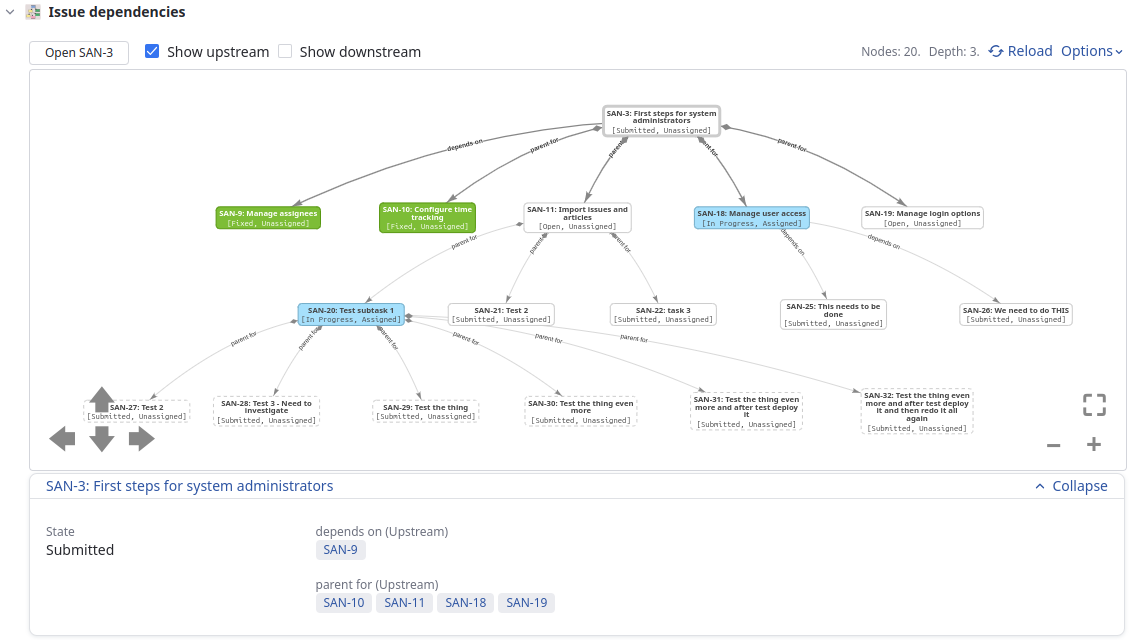 Issue dependencies
Open SAN-3
Show upstream
Show downstream
Nodes: 20. Depth: 3.
Reload
Options
SAN-3: First steps for system
administrators
[Submitted, Unassigned]
depends on
parent for
parent for
parent for
SAN-9: Manage assignees
[Fixed, Unassigned]
SAN-10: Configure time
tracking
[Fixed, Unassigned]
SAN-11: Import issues and
articles
[Open, Unassigned]
SAN-18: Manage user access
[In Progress, Assigned]
SAN-19: Manage login options
[Open, Unassigned]
parent for
parent for
parent for
depends on
depends on
SAN-20: Test subtask 1
[In Progress, Assigned]
SAN-21: Test 2
[Submitted, Unassigned]
SAN-22: task 3
[Submitted, Unassigned]
SAN-25: This needs to be
done
[Submitted, Unassigned]
SAN-26: We need to do THIS
[Submitted, Unassigned]
parent for
parent for
parent for
parent for
parent for
parent for
SAN-27: Test 2
[Submitted, Unassigned]
SAN-28: Test 3 - Need to
investigate
[Submitted, Unassigned]
SAN-29: Test the thing
[Submitted, Unassigned]
SAN-30: Test the thing even
more
[Submitted, Unassigned]
SAN-31: Test the thing even
more and after test deploy
it
[Submitted, Unassigned]
SAN-32: Test the thing even
more and after test deploy
it and then redo it all
again
[Submitted, Unassigned]
SAN-3: First steps for system administrators
Collapse
State
Submitted
depends on (Upstream)
SAN-9
parent for (Upstream)
SAN-10 SAN-11 SAN-18 SAN-19